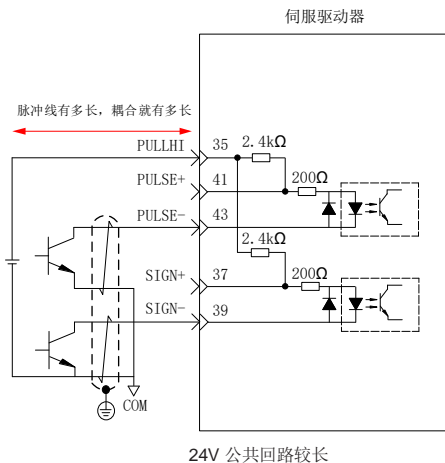 伺服驱动器
脉冲线有多长，耦合就有多长
PULLHI 35 2.4kΩ
PULSE+ 41 200Ω
PULSE- 43
2.4kΩ
SIGN+ 37 200Ω
SIGN- 39
COM
24V 公共回路较长